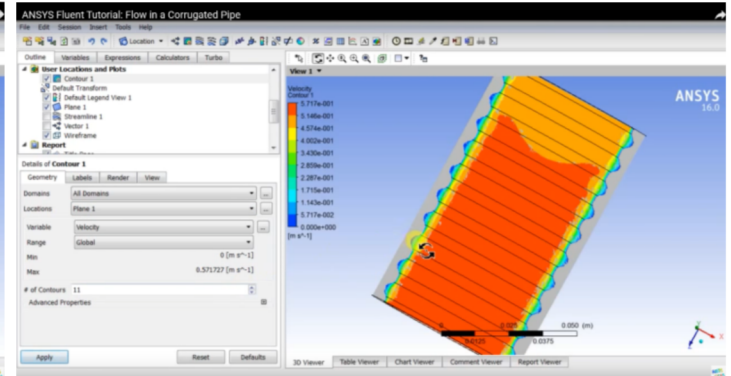 ANSYS Fluent Tutorial: Flow in a Corrugated Pipe
File Edit Session Insert Tools Help
Location
Outline Variables Expressions Calculators Turbo
User Locations and Plots
Contour 1
Default Transform
Default Legend View 1
Plane 1
Streamline 1
Vector 1
Wireframe
Report
Details of Contour 1
Geometry Labels Render View
Domains All Domains ...
Locations Plane 1 ...
Variable Velocity ...
Range Global
Min 0 [m s^-1]
Max 0.571727 [m s^-1]
# of Contours 11
Advanced Properties
Apply Reset Defaults
View 1
Velocity
Contour 1
5.717e-001
5.146e-001
4.574e-001
4.002e-001
3.430e-001
2.859e-001
2.287e-001
1.715e-001
1.143e-001
5.717e-002
0.000e+000
[m s^-1]
ANSYS
16.0
0 0.025 0.050 (m)
0.0125 0.0375
3D Viewer Table Viewer Chart Viewer Comment Viewer Report Viewer